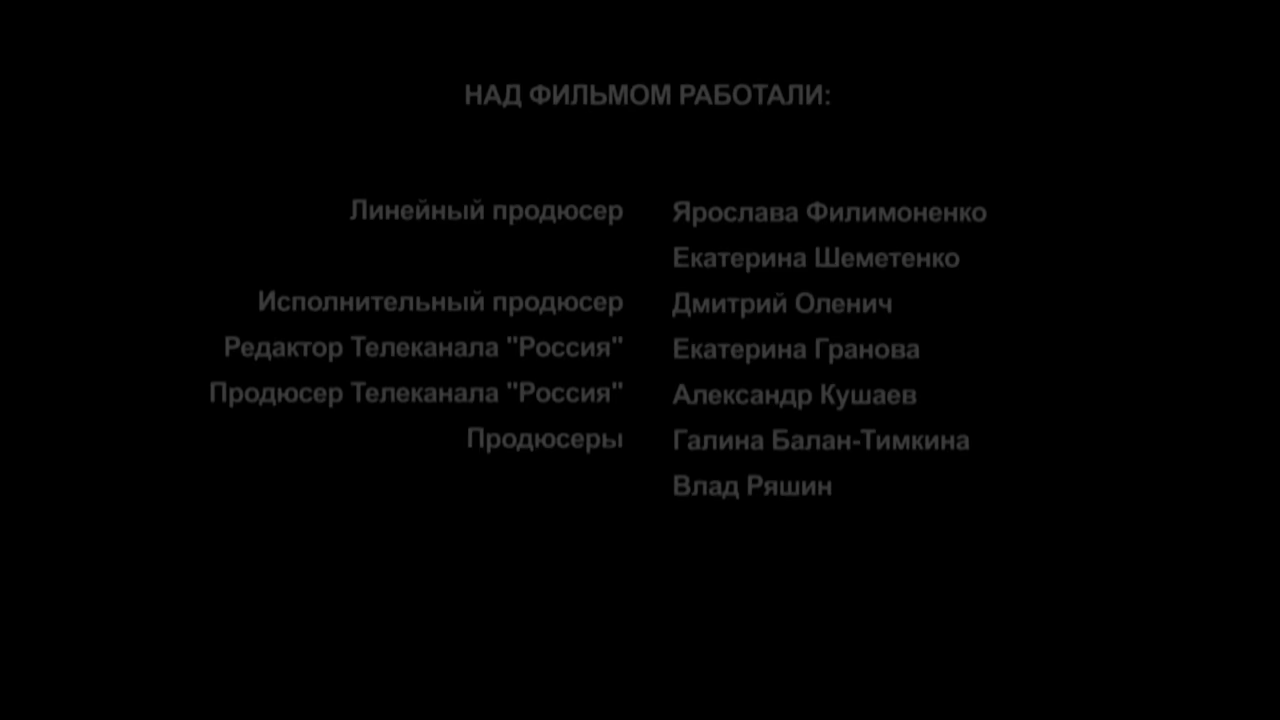 НАД ФИЛЬМОМ РАБОТАЛИ:
Линейный продюсер Ярослава Филимоненко
Екатерина Шеметенко
Исполнительный продюсер Дмитрий Оленич
Редактор Телеканала "Россия" Екатерина Гранова
Продюсер Телеканала "Россия" Александр Кушаев
Продюсеры Галина Балан-Тимкина
Влад Ряшин